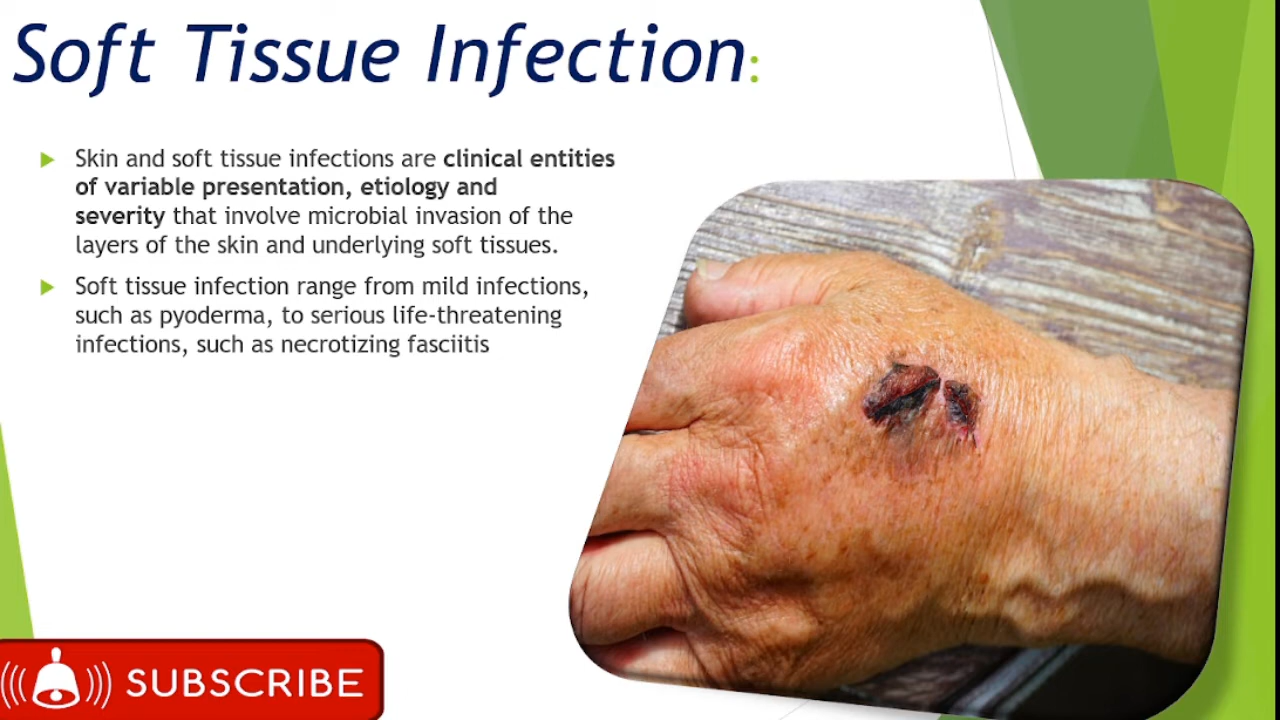 Soft Tissue Infection:
Skin and soft tissue infections are clinical entities
of variable presentation, etiology and
severity that involve microbial invasion of the
layers of the skin and underlying soft tissues.
Soft tissue infection range from mild infections,
such as pyoderma, to serious life-threatening
infections, such as necrotizing fasciitis
SUBSCRIBE